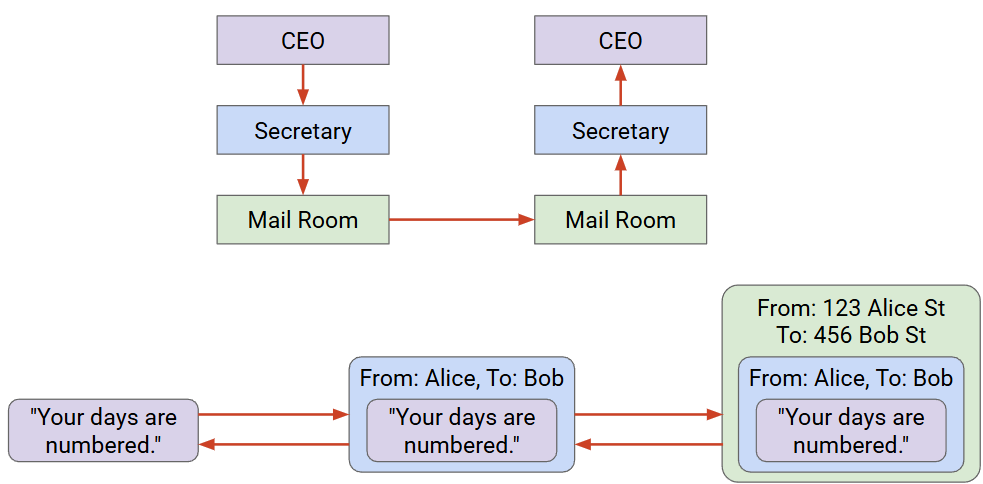 CEO
CEO
Secretary
Secretary
Mail Room
Mail Room
From: 123 Alice St
To: 456 Bob St
From: Alice, To: Bob
From: Alice, To: Bob
"Your days are
numbered."
"Your days are
numbered."
"Your days are
numbered."